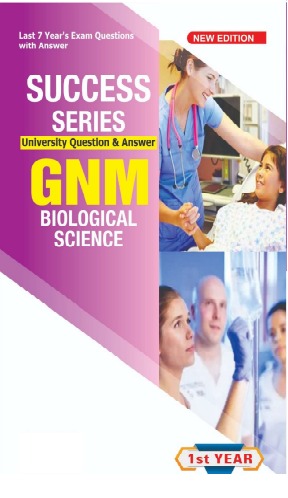 Last 7 Year's Exam Questions
with Answer
NEW EDITION
SUCCESS
SERIES
University Question & Answer
GNM
BIOLOGICAL
SCIENCE
1st YEAR